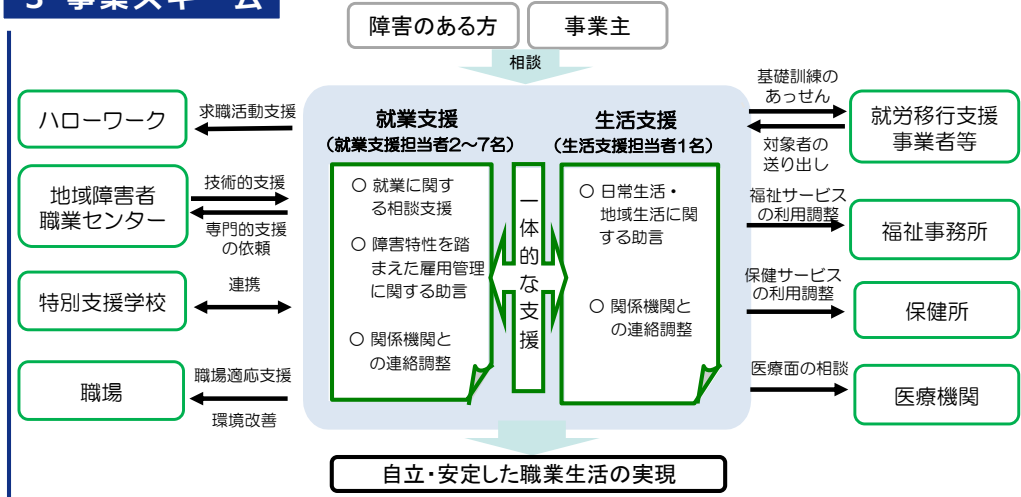 3 事業スキーム
障害のある方
事業主
相談
ハローワーク
求職活動支援
地域障害者
職業センター
技術的支援
専門的支援
の依頼
特別支援学校
連携
職場
職場適応支援
環境改善
就業支援
(就業支援担当者2～7名)
○ 就業に関す
る相談支援
○ 障害特性を踏
まえた雇用管理
に関する助言
○ 関係機関と
の連絡調整
一体的な支援
生活支援
(生活支援担当者1名)
○ 日常生活・
地域生活に関
する助言
○ 関係機関と
の連絡調整
基礎訓練の
あっせん
対象者の
送り出し
就労移行支援
事業者等
福祉サービス
の利用調整
福祉事務所
保健サービス
の利用調整
保健所
医療面の相談
医療機関
自立・安定した職業生活の実現